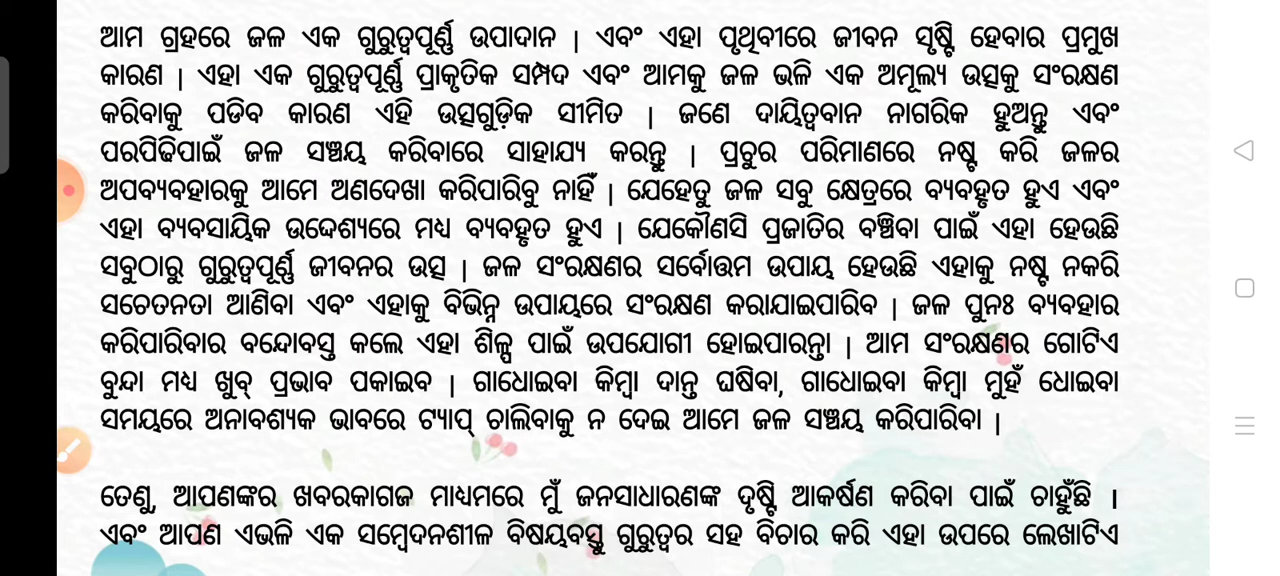 ଆମ ଗ୍ରହରେ ଜଳ ଏକ ଗୁରୁତ୍ୱପୂର୍ଣ୍ଣ ଉପାଦାନ | ଏବଂ ଏହା ପୃଥିବୀରେ ଜୀବନ ସୃଷ୍ଟି ହେବାର ପ୍ରମୁଖ
କାରଣ | ଏହା ଏକ ଗୁରୁତ୍ୱପୂର୍ଣ୍ଣ ପ୍ରାକୃତିକ ସମ୍ପଦ ଏବଂ ଆମକୁ ଜଳ ଭଳି ଏକ ଅମୂଲ୍ୟ ଉତ୍ସକୁ ସଂରକ୍ଷଣ
କରିବାକୁ ପଡିବ କାରଣ ଏହି ଉତ୍ସଗୁଡ଼ିକ ସୀମିତ | ଜଣେ ଦାୟିତ୍ୱବାନ ନାଗରିକ ହୁଅନ୍ତୁ ଏବଂ
ପରପିଢିପାଇଁ ଜଳ ସଞ୍ଚୟ କରିବାରେ ସାହାଯ୍ୟ କରନ୍ତୁ | ପ୍ରଚୁର ପରିମାଣରେ ନଷ୍ଟ କରି ଜଳର
ଅପବ୍ୟବହାରକୁ ଆମେ ଅଣଦେଖା କରିପାରିବୁ ନାହିଁ | ଯେହେତୁ ଜଳ ସବୁ କ୍ଷେତ୍ରରେ ବ୍ୟବହୃତ ହୁଏ ଏବଂ
ଏହା ବ୍ୟବସାୟିକ ଉଦ୍ଦେଶ୍ୟରେ ମଧ୍ୟ ବ୍ୟବହୃତ ହୁଏ | ଯେକୌଣସି ପ୍ରଜାତିର ବଞ୍ଚିବା ପାଇଁ ଏହା ହେଉଛି
ସବୁଠାରୁ ଗୁରୁତ୍ୱପୂର୍ଣ୍ଣ ଜୀବନର ଉତ୍ସ | ଜଳ ସଂରକ୍ଷଣର ସର୍ବୋତ୍ତମ ଉପାୟ ହେଉଛି ଏହାକୁ ନଷ୍ଟ ନକରି
ସଚେତନତା ଆଣିବା ଏବଂ ଏହାକୁ ବିଭିନ୍ନ ଉପାୟରେ ସଂରକ୍ଷଣ କରାଯାଇପାରିବ | ଜଳ ପୁନଃ ବ୍ୟବହାର
କରିପାରିବାର ବନ୍ଦୋବସ୍ତ କଲେ ଏହା ଶିଳ୍ପ ପାଇଁ ଉପଯୋଗୀ ହୋଇପାରନ୍ତା | ଆମ ସଂରକ୍ଷଣର ଗୋଟିଏ
ବୁନ୍ଦା ମଧ୍ୟ ଖୁବ୍ ପ୍ରଭାବ ପକାଇବ | ଗାଧୋଇବା କିମ୍ବା ଦାନ୍ତ ଘଷିବା, ଗାଧୋଇବା କିମ୍ବା ମୁହଁ ଧୋଇବା
ସମୟରେ ଅନାବଶ୍ୟକ ଭାବରେ ଟ୍ୟାପ୍ ଚାଲିବାକୁ ନ ଦେଇ ଆମେ ଜଳ ସଞ୍ଚୟ କରିପାରିବା |
ତେଣୁ, ଆପଣଙ୍କର ଖବରକାଗଜ ମାଧ୍ୟମରେ ମୁଁ ଜନସାଧାରଣଙ୍କ ଦୃଷ୍ଟି ଆକର୍ଷଣ କରିବା ପାଇଁ ଚାହୁଁଛି |
ଏବଂ ଆପଣ ଏଭଳି ଏକ ସମ୍ବେଦନଶୀଳ ବିଷୟବସ୍ତୁ ଗୁରୁତ୍ୱର ସହ ବିଚାର କରି ଏହା ଉପରେ ଲେଖାଟିଏ